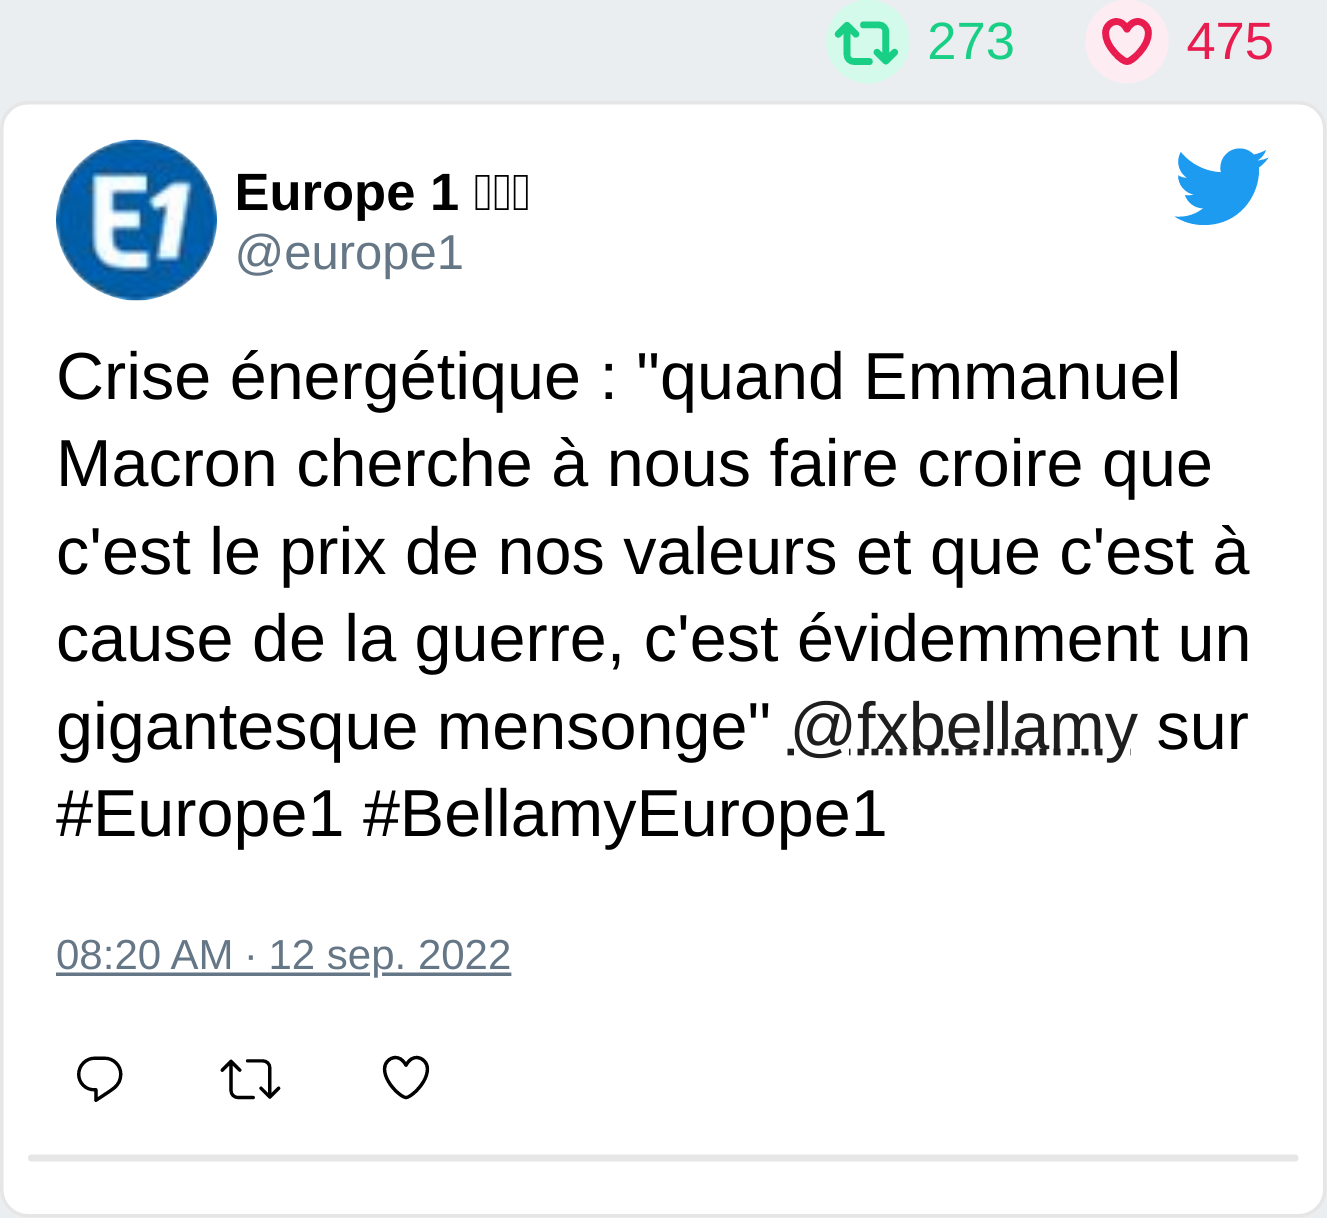 273 475
E1
Europe 1
@europe1
Crise énergétique : "quand Emmanuel
Macron cherche à nous faire croire que
c'est le prix de nos valeurs et que c'est à
cause de la guerre, c'est évidemment un
gigantesque mensonge" @fxbellamy sur
#Europe1 #BellamyEurope1
08:20 AM · 12 sep. 2022